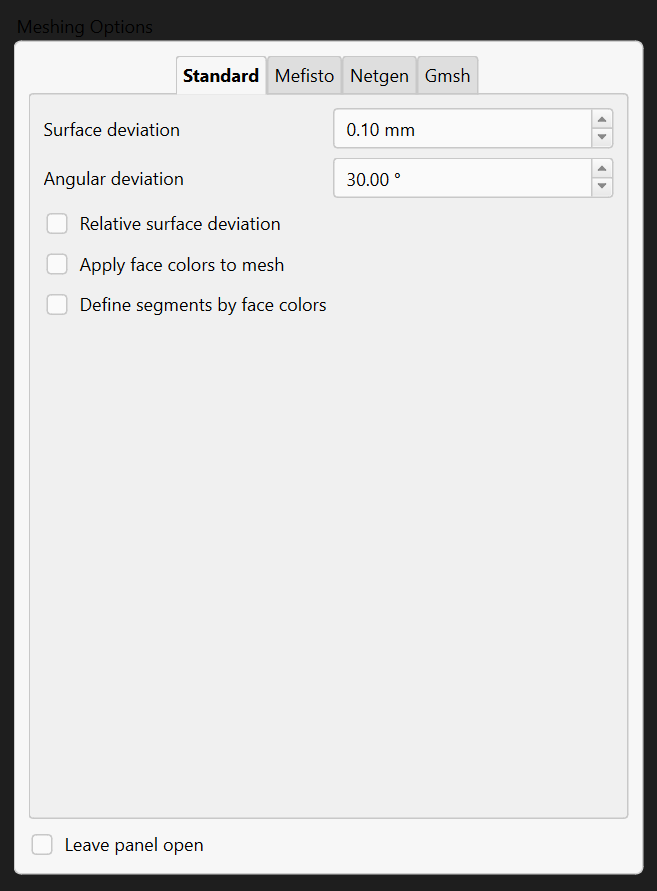 Meshing Options
Standard Mefisto Netgen Gmsh
Surface deviation 0.10 mm
Angular deviation 30.00 °
Relative surface deviation
Apply face colors to mesh
Define segments by face colors
Leave panel open